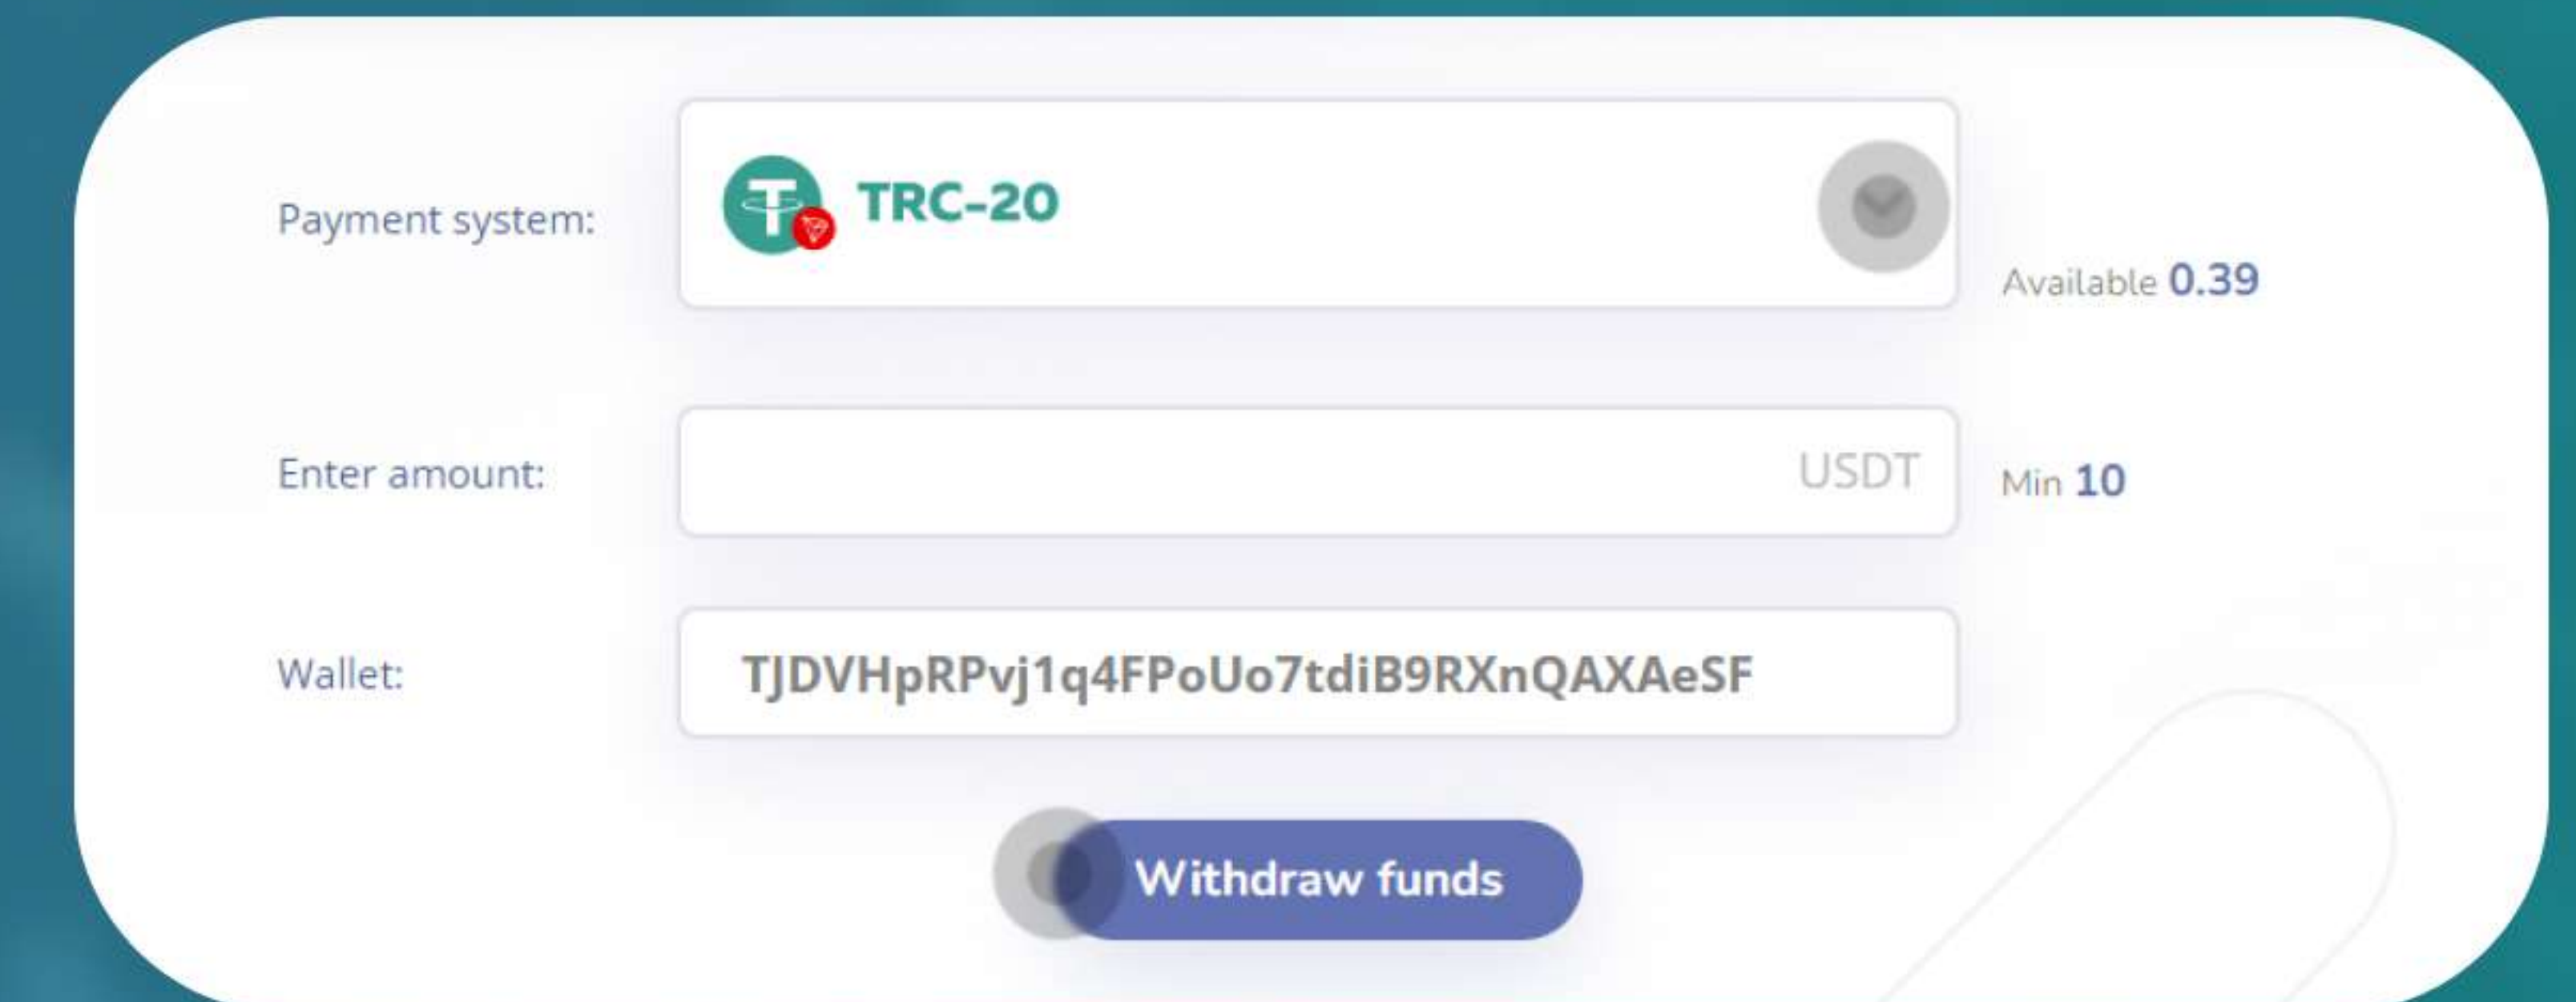 Payment system:
TRC-20
Available 0.39
Enter amount:
USDT
Min 10
Wallet:
TJDVHpRPvj1q4FPoUo7tdiB9RXnQAXAeSF
Withdraw funds